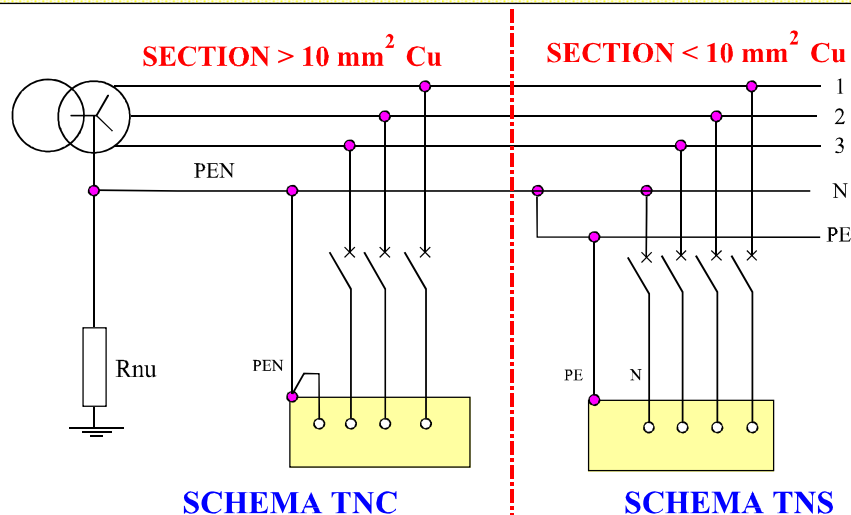 SECTION > 10 mm² Cu
SECTION < 10 mm² Cu
1
2
3
PEN
N
PE
Rnu
PEN
PE
N
SCHEMA TNC
SCHEMA TNS